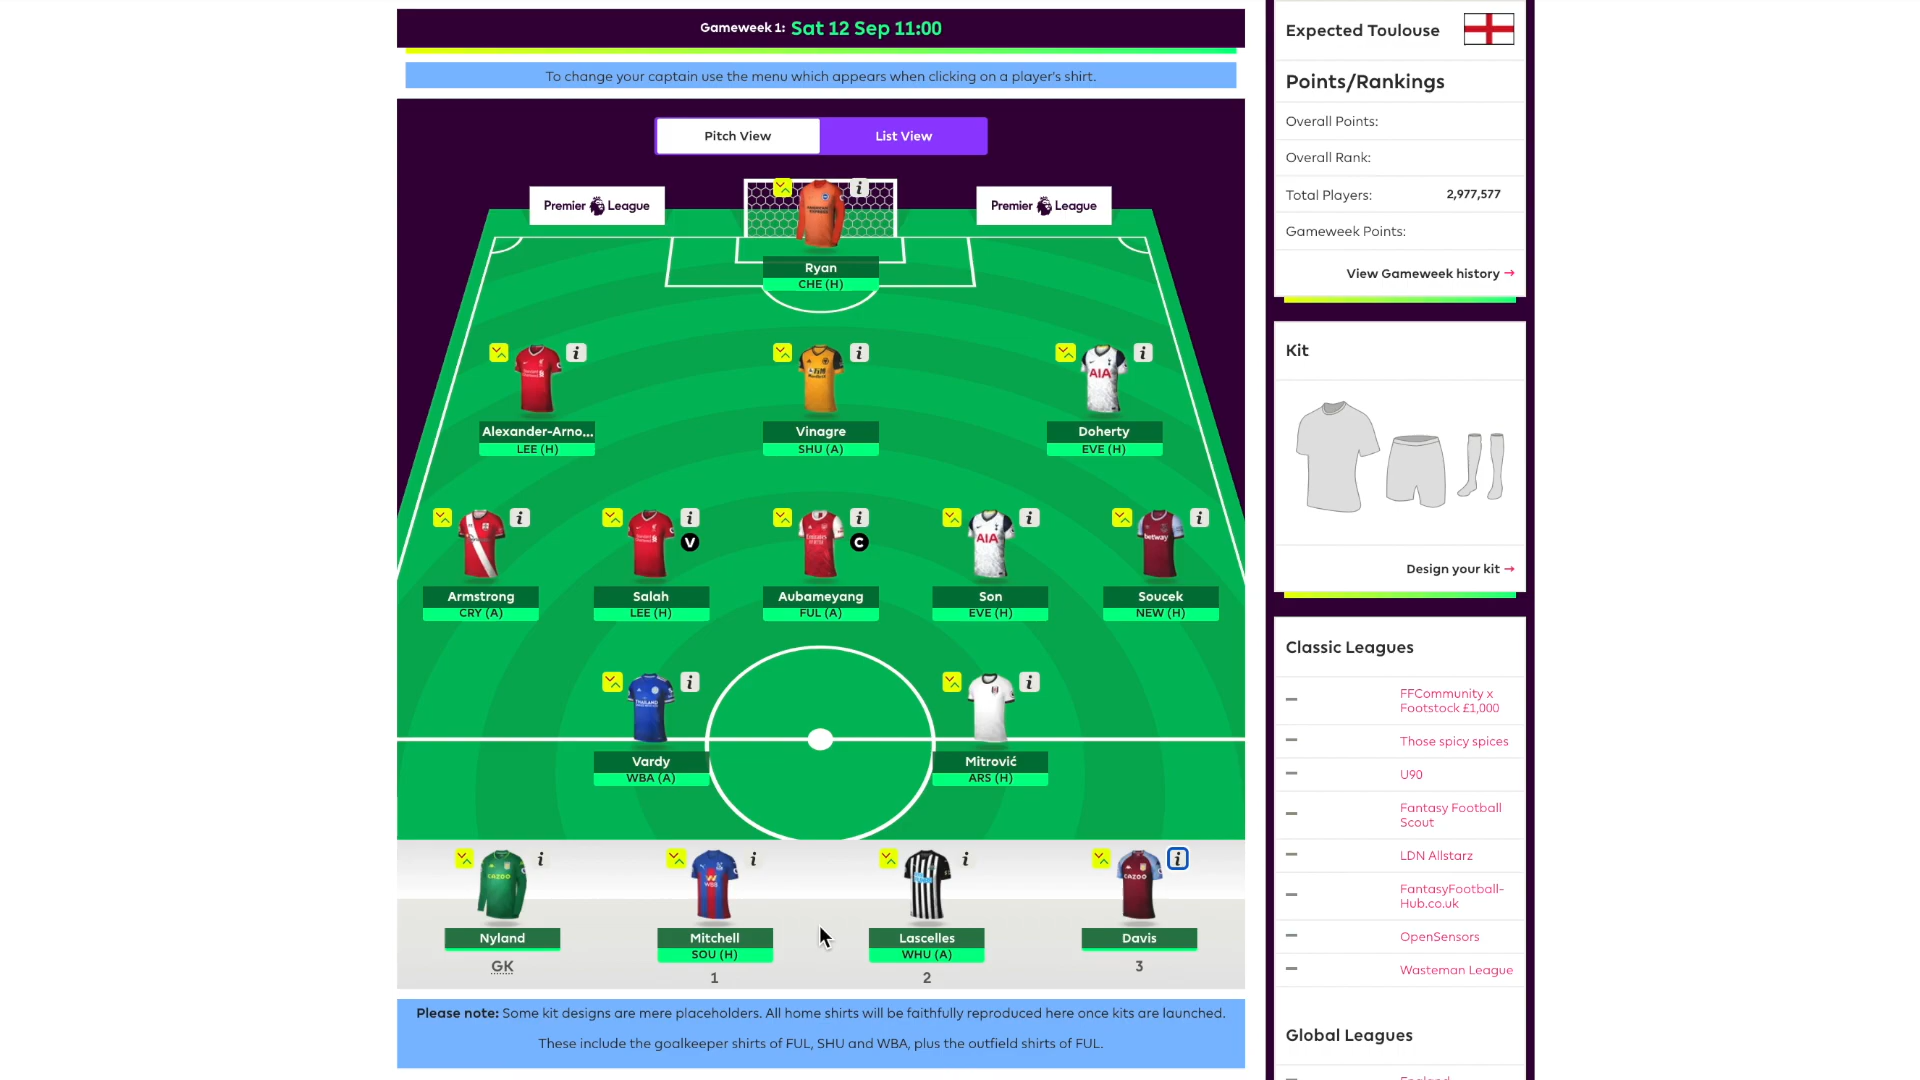 Gameweek 1: Sat 12 Sep 11:00
To change your captain use the menu which appears when clicking on a player's shirt.
Pitch View
List View
Premier League
Premier League
Ryan
CHE (H)
Alexander-Arno...
LEE (H)
Vinagre
SHU (A)
AIA
Doherty
EVE (H)
Armstrong
CRY (A)
V
Salah
LEE (H)
C
Aubameyang
FUL (A)
AIA
Son
EVE (H)
betway
Soucek
NEW (H)
Vardy
WBA (A)
Mitrović
ARS (H)
CAZOO
Nyland
GK
Mitchell
SOU (H)
1
Lascelles
WHU (A)
2
CAZOO
Davis
3
Please note: Some kit designs are mere placeholders. All home shirts will be faithfully reproduced here once kits are launched.
These include the goalkeeper shirts of FUL, SHU and WBA, plus the outfield shirts of FUL.
Expected Toulouse
Points/Rankings
Overall Points:
Overall Rank:
Total Players: 2,977,577
Gameweek Points:
View Gameweek history →
Kit
Design your kit →
Classic Leagues
FFCommunity x
Footstock £1,000
Those spicy spices
U90
Fantasy Football
Scout
LDN Allstarz
FantasyFootball-
Hub.co.uk
OpenSensors
Wasteman League
Global Leagues
England